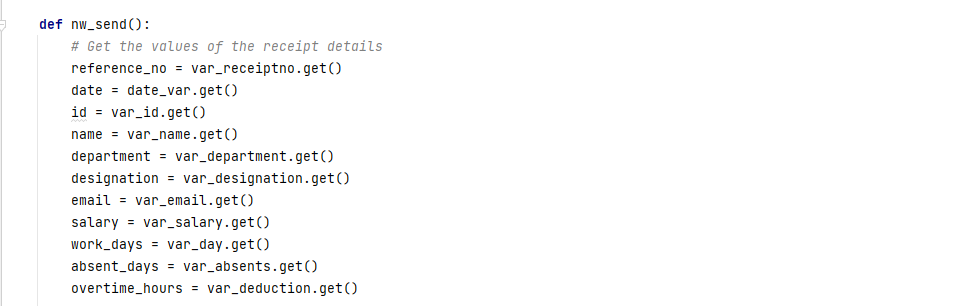 def nw_send():
# Get the values of the receipt details
reference_no = var_receiptno.get()
date = date_var.get()
id = var_id.get()
name = var_name.get()
department = var_department.get()
designation = var_designation.get()
email = var_email.get()
salary = var_salary.get()
work_days = var_day.get()
absent_days = var_absents.get()
overtime_hours = var_deduction.get()